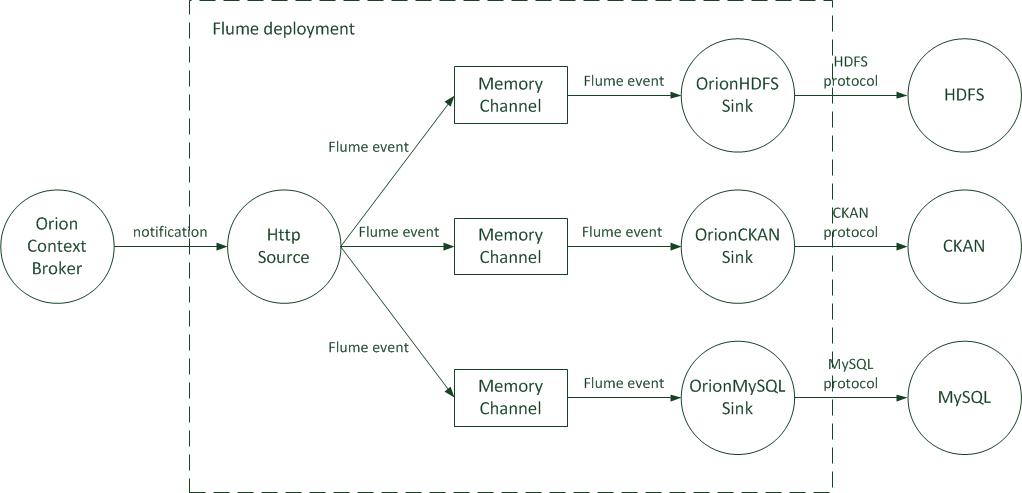 Flume deployment
Memory
Channel
Flume event
OrionHDFS
Sink
HDFS
protocol
HDFS
Flume event
Orion
Context
Broker
notification
Http
Source
Flume event
Memory
Channel
Flume event
OrionCKAN
Sink
CKAN
protocol
CKAN
Flume event
Memory
Channel
Flume event
OrionMySQL
Sink
MySQL
protocol
MySQL